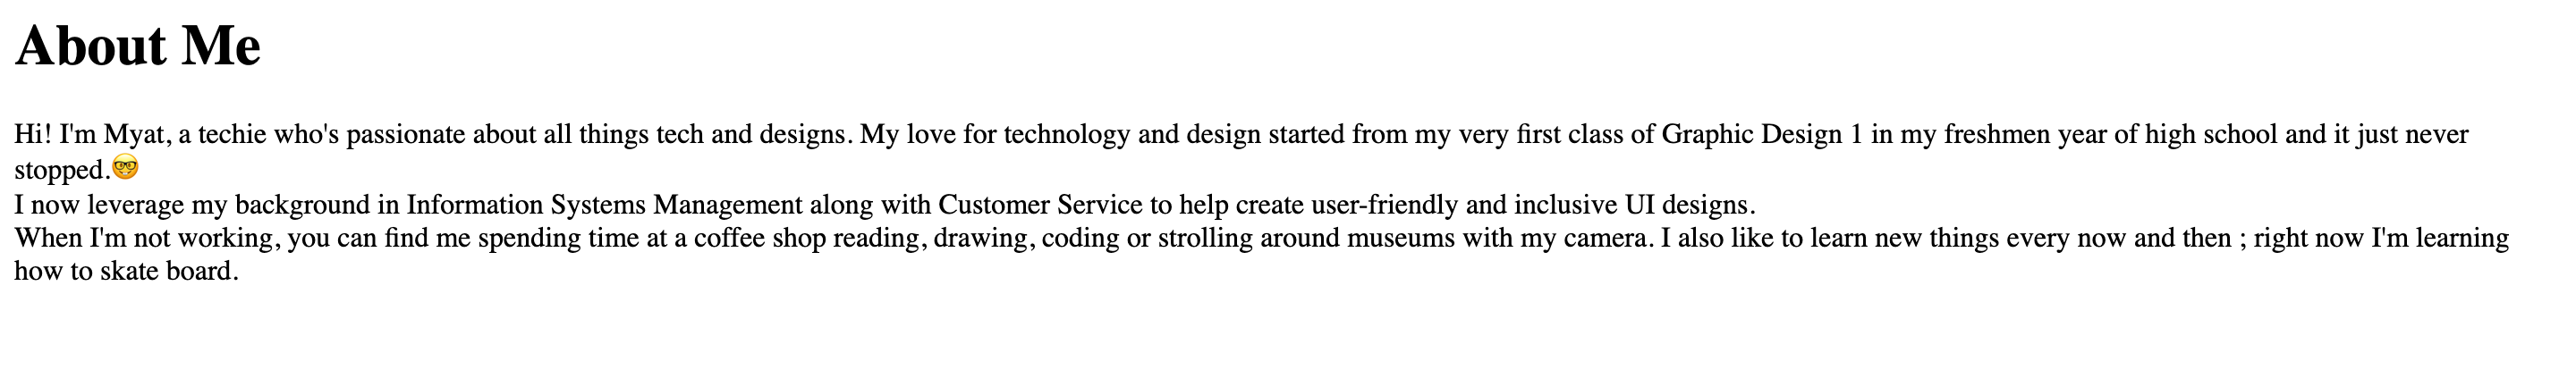 About Me
Hi! I'm Myat, a techie who's passionate about all things tech and designs. My love for technology and design started from my very first class of Graphic Design 1 in my freshmen year of high school and it just never
stopped.🤓
I now leverage my background in Information Systems Management along with Customer Service to help create user-friendly and inclusive UI designs.
When I'm not working, you can find me spending time at a coffee shop reading, drawing, coding or strolling around museums with my camera. I also like to learn new things every now and then ; right now I'm learning
how to skate board.